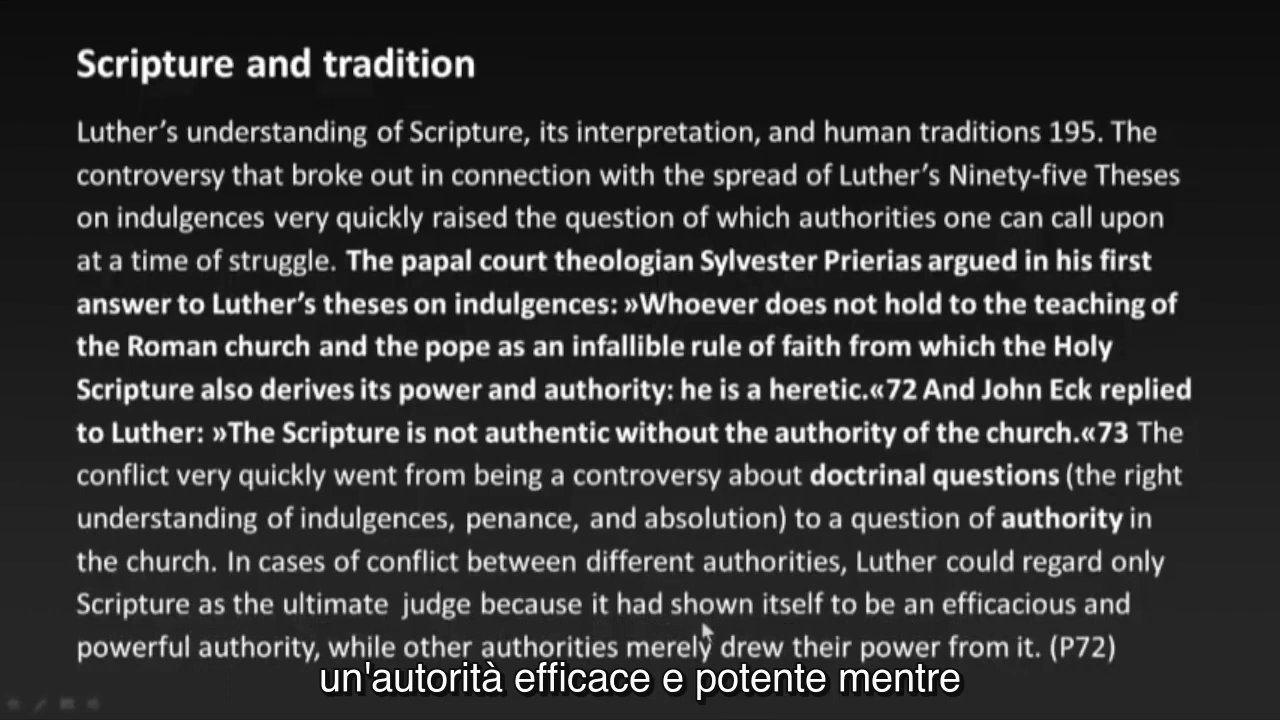 Scripture and tradition
Luther’s understanding of Scripture, its interpretation, and human traditions 195. The
controversy that broke out in connection with the spread of Luther’s Ninety-five Theses
on indulgences very quickly raised the question of which authorities one can call upon
at a time of struggle. The papal court theologian Sylvester Prierias argued in his first
answer to Luther’s theses on indulgences: »Whoever does not hold to the teaching of
the Roman church and the pope as an infallible rule of faith from which the Holy
Scripture also derives its power and authority: he is a heretic.«72 And John Eck replied
to Luther: »The Scripture is not authentic without the authority of the church.«73 The
conflict very quickly went from being a controversy about doctrinal questions (the right
understanding of indulgences, penance, and absolution) to a question of authority in
the church. In cases of conflict between different authorities, Luther could regard only
Scripture as the ultimate judge because it had shown itself to be an efficacious and
powerful authority, while other authorities merely drew their power from it. (P72)
un'autorità efficace e potente mentre